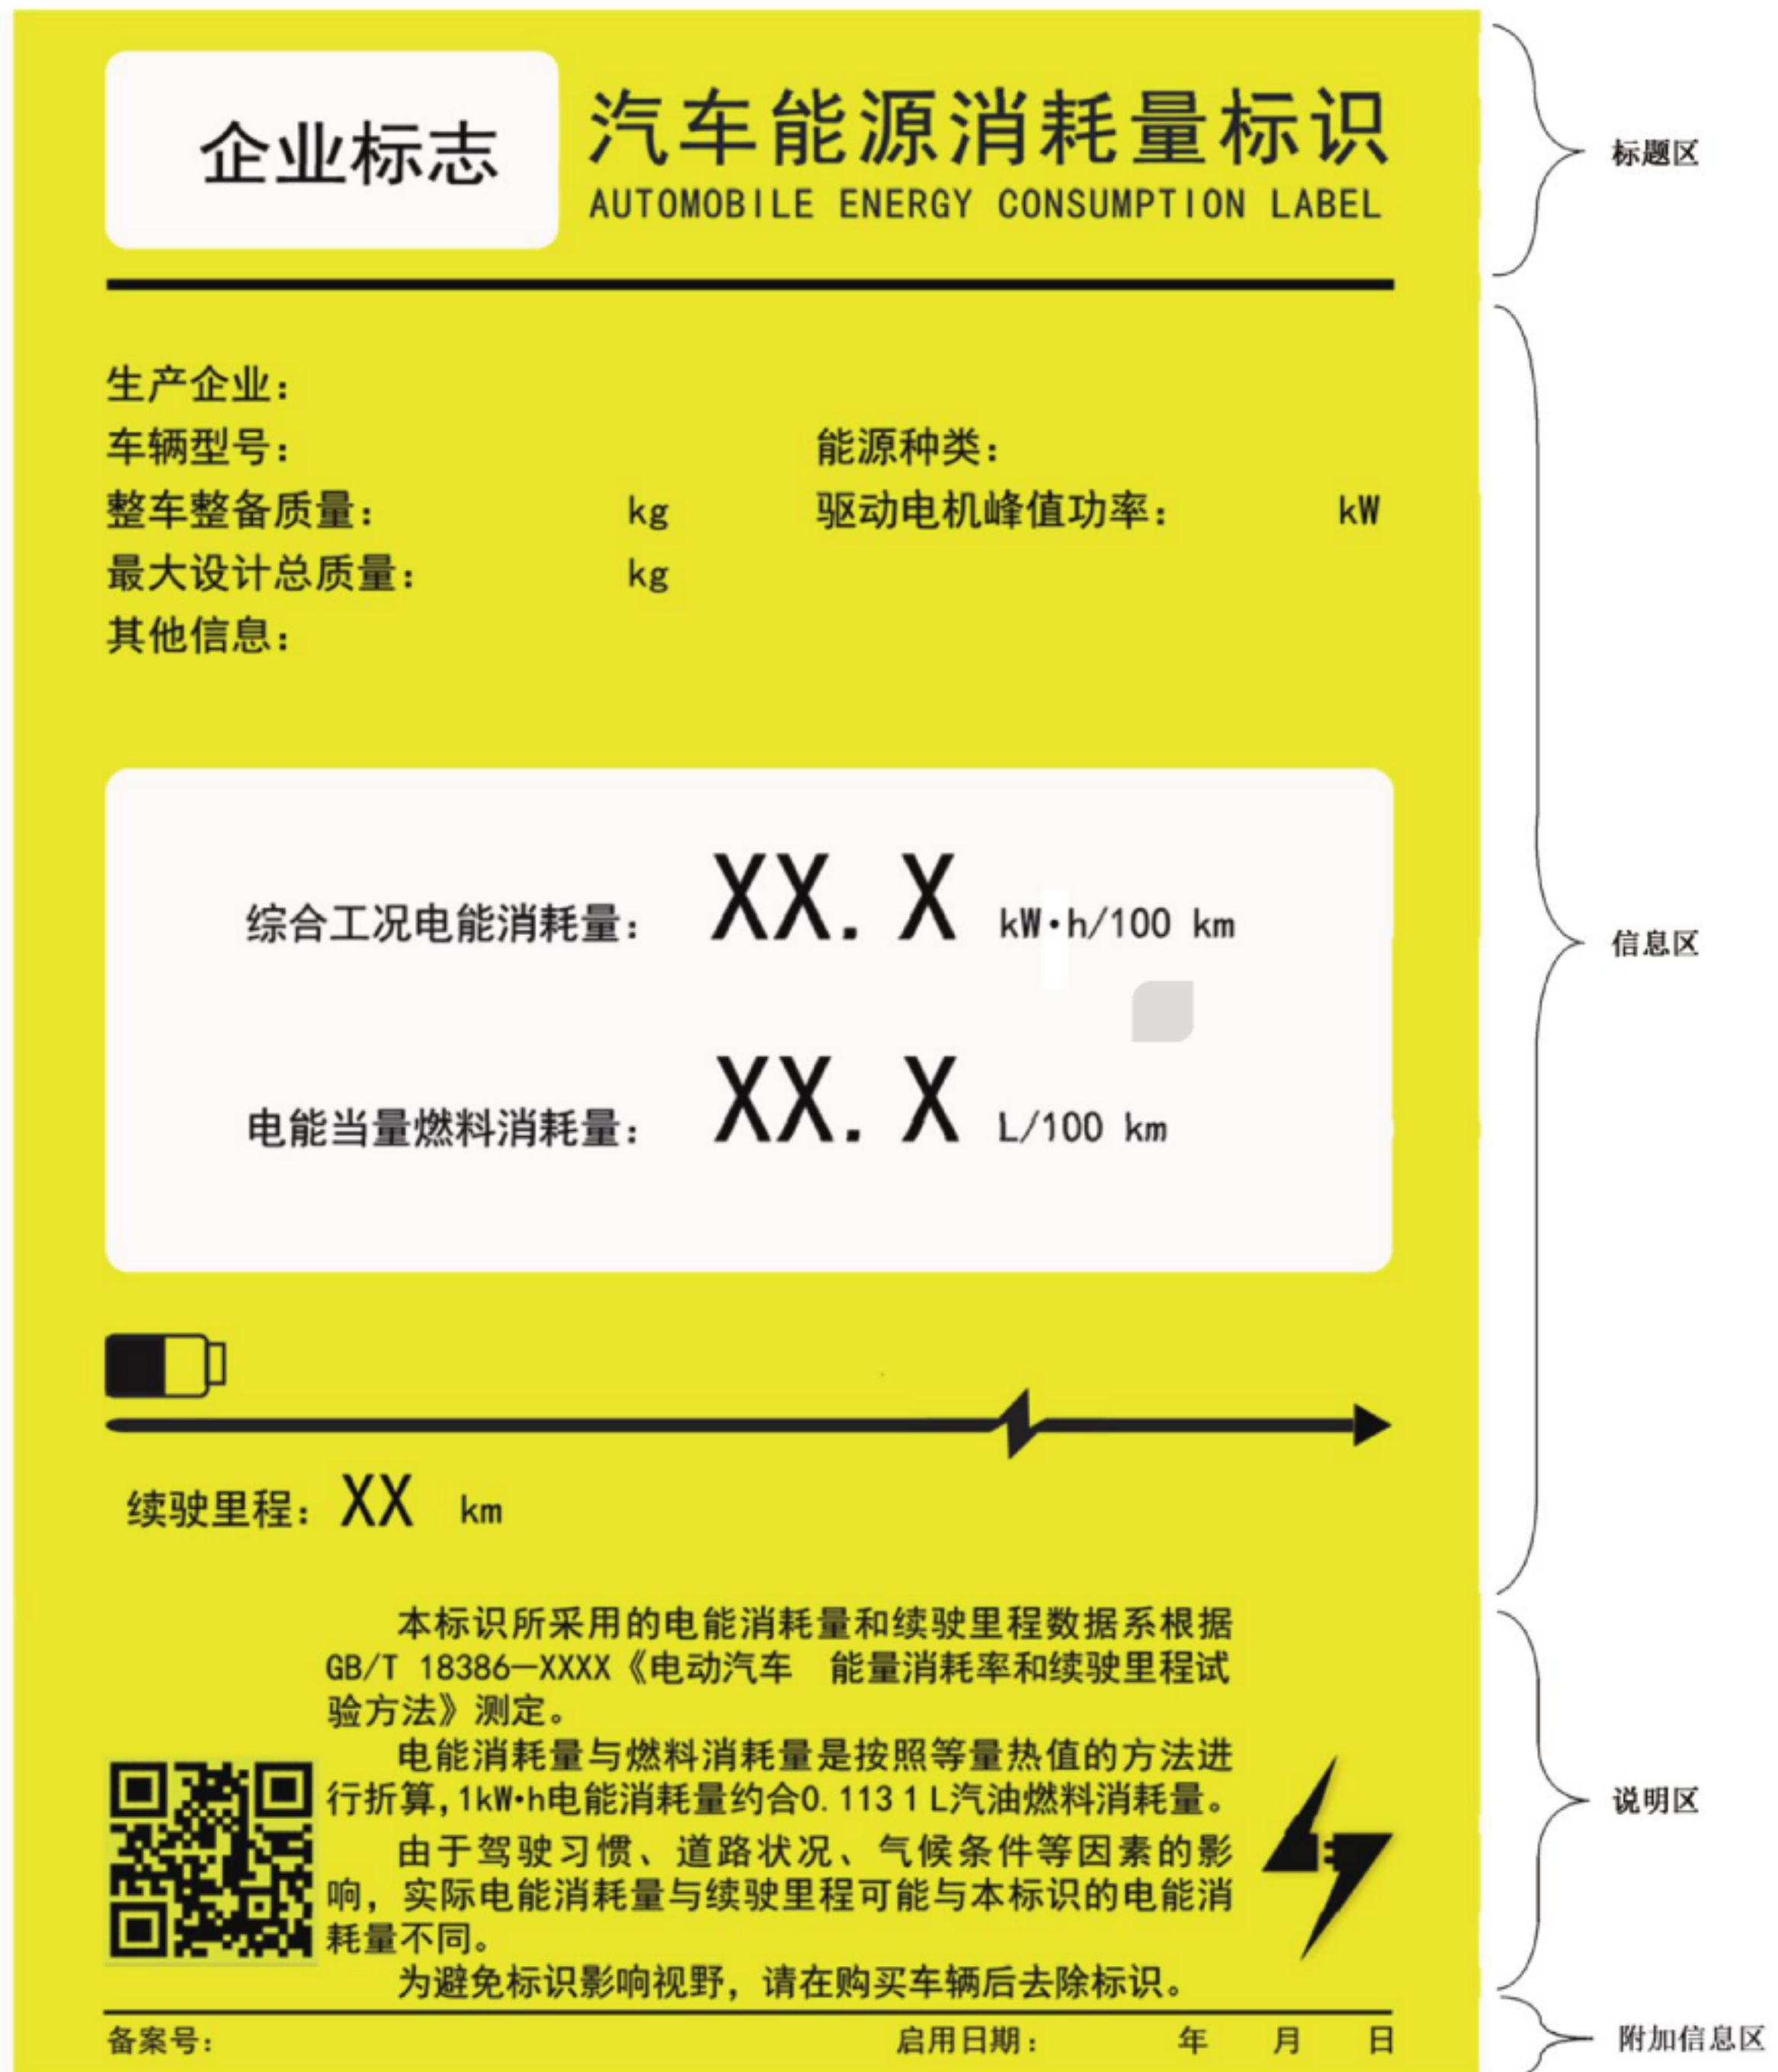 企业标志
汽车能源消耗量标识
AUTOMOBILE ENERGY CONSUMPTION LABEL
标题区
生产企业：
车辆型号： 能源种类：
整车整备质量： kg 驱动电机峰值功率： kW
最大设计总质量： kg
其他信息：
综合工况电能消耗量： XX.X kW·h/100 km
信息区
电能当量燃料消耗量： XX.X L/100 km
续驶里程：XX km
本标识所采用的电能消耗量和续驶里程数据系根据
GB/T 18386—XXXX《电动汽车 能量消耗率和续驶里程试
验方法》测定。
电能消耗量与燃料消耗量是按照等量热值的方法进
行折算,1kW·h电能消耗量约合0.113 1 L汽油燃料消耗量。
说明区
由于驾驶习惯、道路状况、气候条件等因素的影
响，实际电能消耗量与续驶里程可能与本标识的电能消
耗量不同。
为避免标识影响视野，请在购买车辆后去除标识。
备案号： 启用日期： 年 月 日
附加信息区